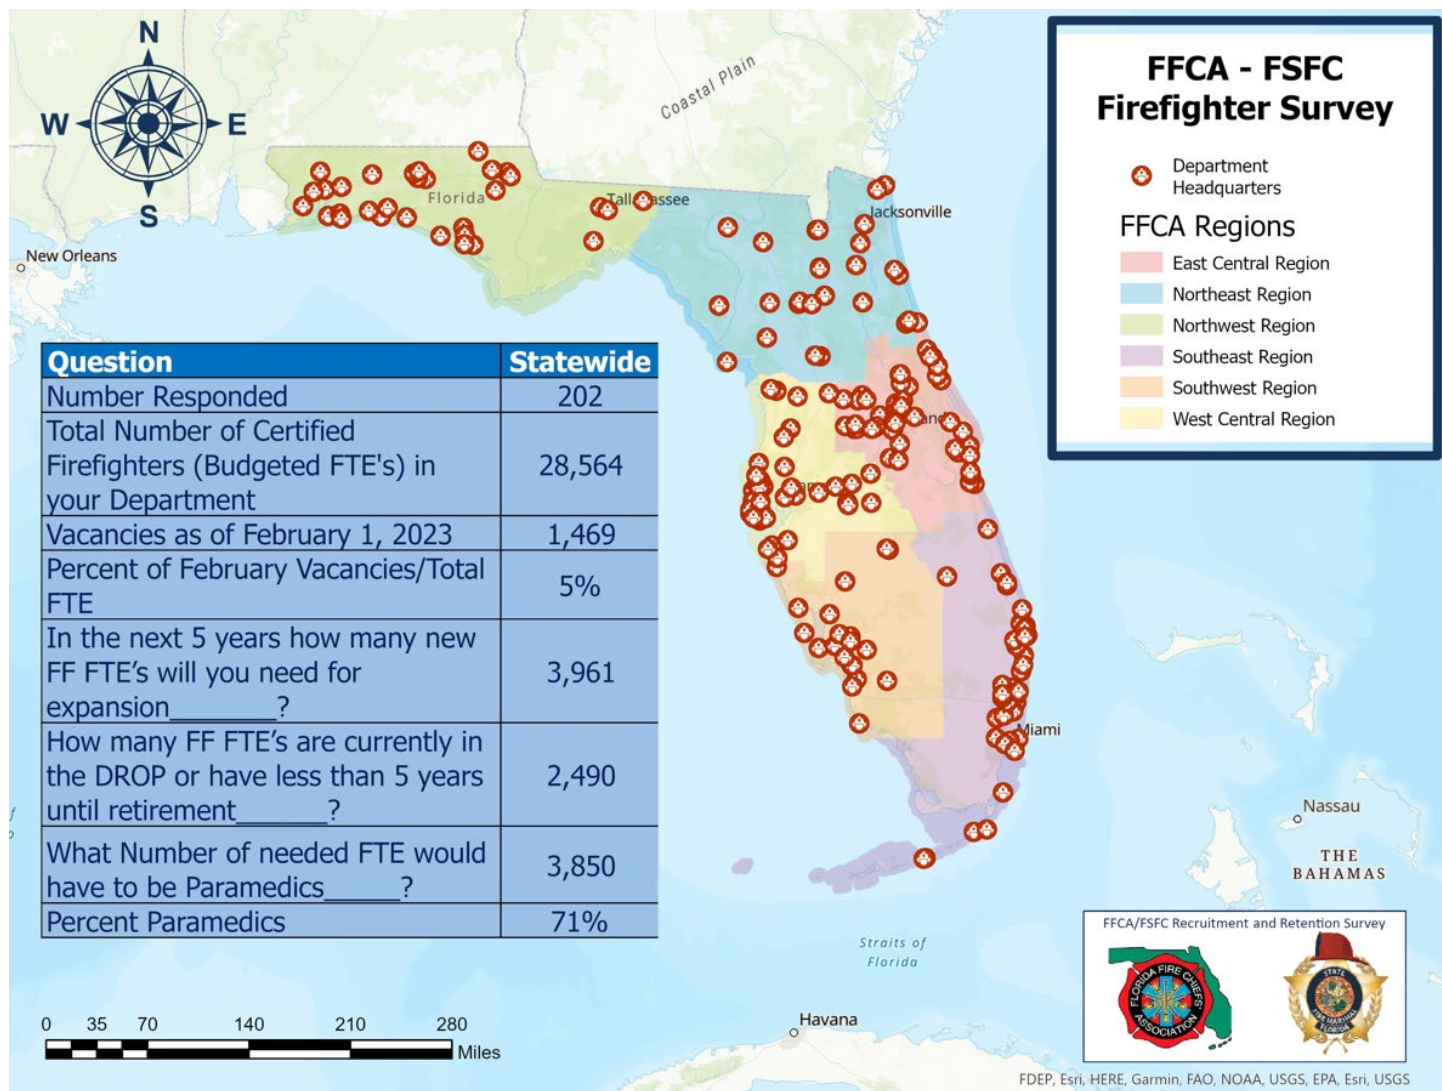 N
W
E
S
Coastal Plain
Florida
Tallahassee
Jacksonville
New Orleans
Miami
Nassau
THE
BAHAMAS
Straits of
Florida
Havana
FFCA - FSFC
Firefighter Survey
Department
Headquarters
FFCA Regions
East Central Region
Northeast Region
Northwest Region
Southeast Region
Southwest Region
West Central Region
Question Statewide
Number Responded 202
Total Number of Certified
Firefighters (Budgeted FTE's) in 28,564
your Department
Vacancies as of February 1, 2023 1,469
Percent of February Vacancies/Total
FTE 5%
In the next 5 years how many new
FF FTE’s will you need for 3,961
expansion_______?
How many FF FTE’s are currently in
the DROP or have less than 5 years 2,490
until retirement______?
What Number of needed FTE would
have to be Paramedics_____? 3,850
Percent Paramedics 71%
0 35 70 140 210 280
Miles
FFCA/FSFC Recruitment and Retention Survey
FLORIDA FIRE CHIEFS'
ASSOCIATION
STATE
FIRE MARSHAL
FLORIDA
FDEP, Esri, HERE, Garmin, FAO, NOAA, USGS, EPA, Esri, USGS